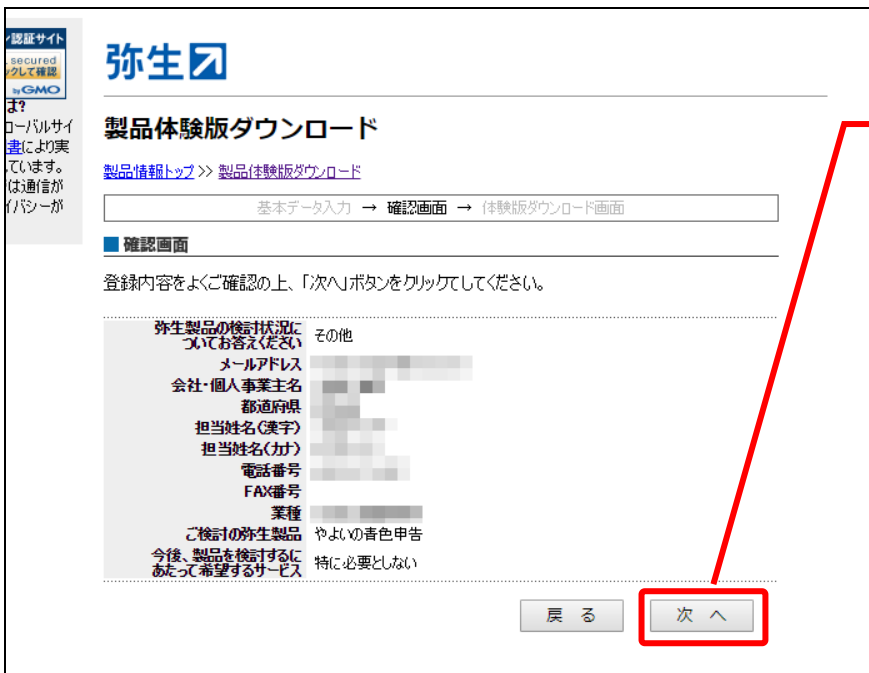 ン認証サイト
secured
クして確認
by GMO
は?
ローバルサイ
書により実
ています。
は通信が
イバシーが
弥生
製品体験版ダウンロード
製品情報トップ >> 製品体験版ダウンロード
基本データ入力 → 確認画面 → 体験版ダウンロード画面
確認画面
登録内容をよくご確認の上、「次へ」ボタンをクリックてしてください。
弥生製品の検討状況に
ついてお答えください その他
メールアドレス
会社・個人事業主名
都道府県
担当姓名(漢字)
担当姓名(カナ)
電話番号
FAX番号
業種
ご検討の弥生製品 やよいの青色申告
今後、製品を検討するに
あたって希望するサービス 特に必要としない
戻 る 次 へ